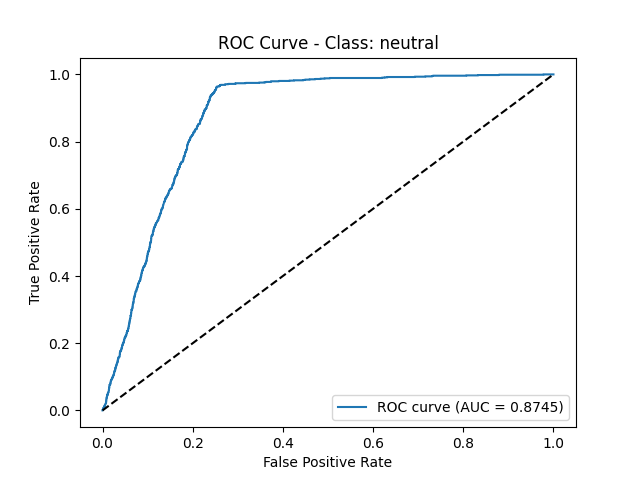 ROC Curve - Class: neutral
1.0
0.8
0.6
0.4
0.2
0.0
True Positive Rate
ROC curve (AUC = 0.8745)
0.0 0.2 0.4 0.6 0.8 1.0
False Positive Rate